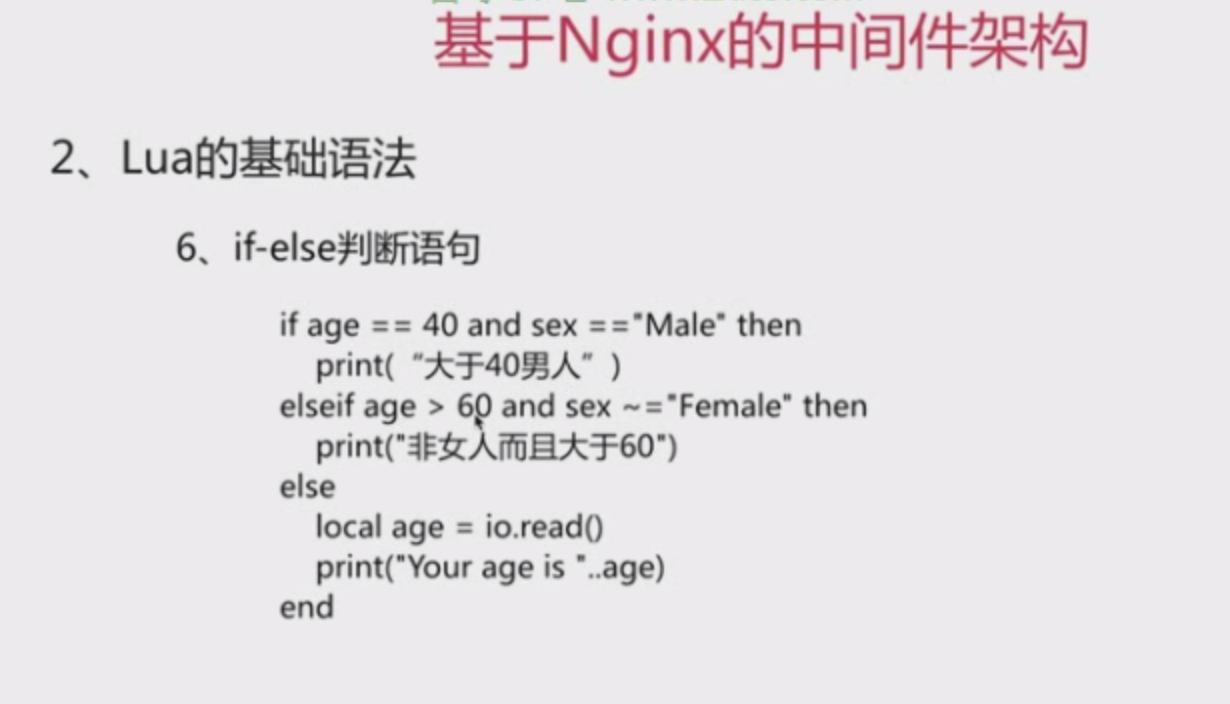 基于Nginx的中间件架构
2、Lua的基础语法
6、if-else判断语句
if age == 40 and sex =="Male" then
print(“大于40男人”)
elseif age > 60 and sex ~="Female" then
print("非女人而且大于60")
else
local age = io.read()
print("Your age is "..age)
end